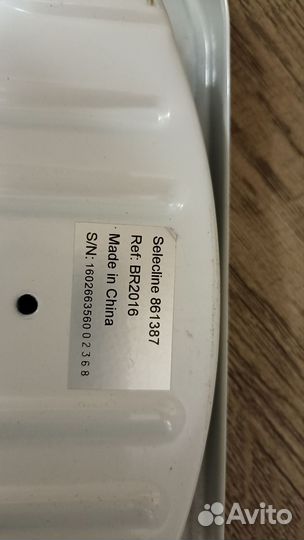 Selecline 861387
Ref: BR2016
Made in China
S/N: 1602663560 0 2 3 6 8
Avito